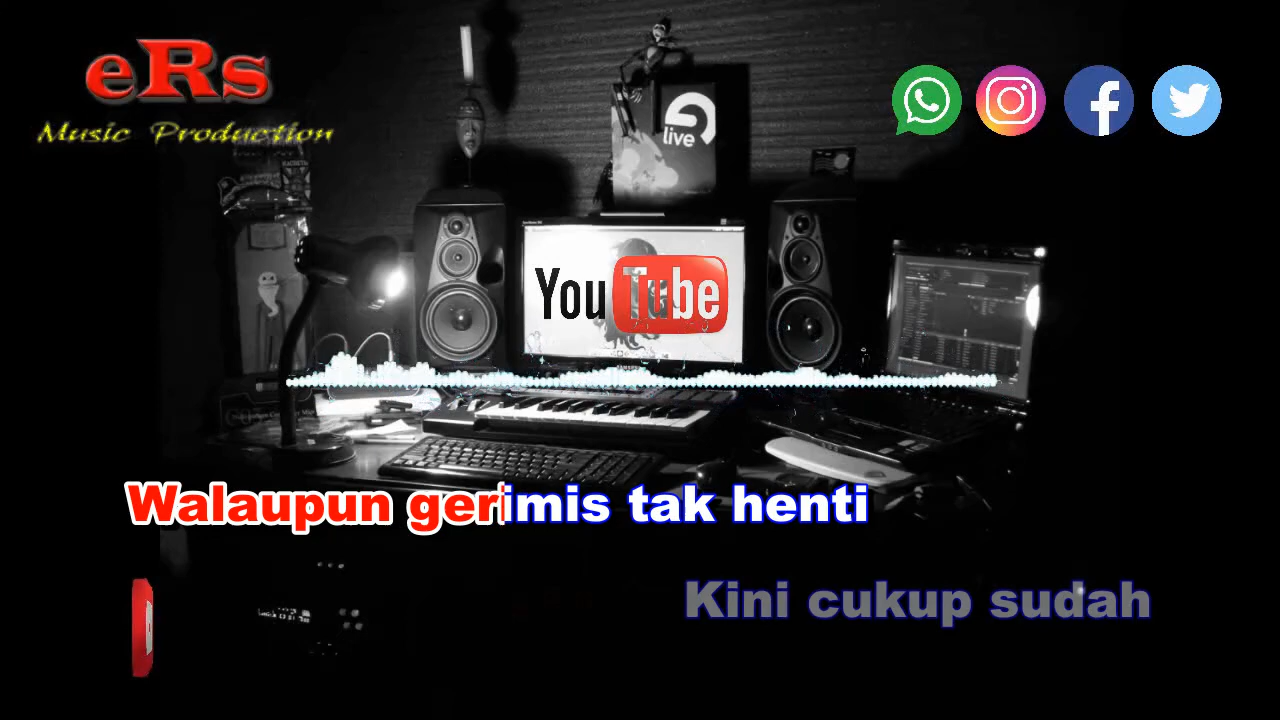 eRs
Music Production
live
YouTube
Walaupun gerimis tak henti
Kini cukup sudah